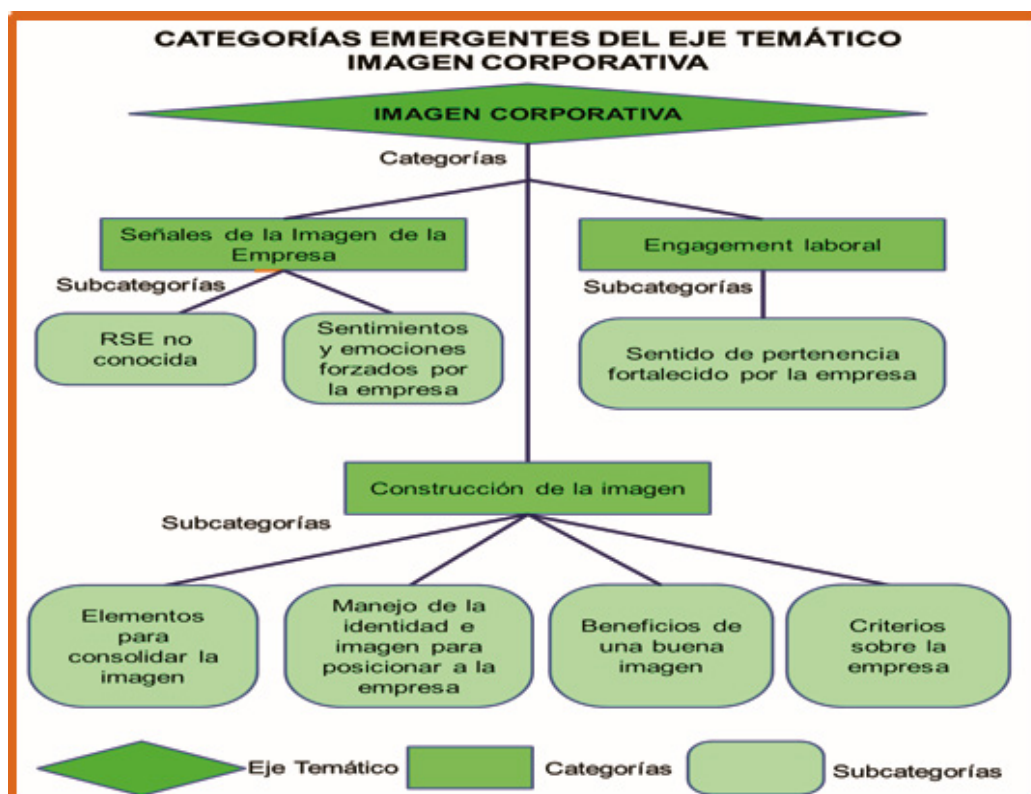 CATEGORÍAS EMERGENTES DEL EJE TEMÁTICO
IMAGEN CORPORATIVA
IMAGEN CORPORATIVA
Categorías
Señales de la Imagen de la
Empresa
Engagement laboral
Subcategorías
Subcategorías
RSE no
conocida
Sentimientos
y emociones
forzados por
la empresa
Sentido de pertenencia
fortalecido por la empresa
Construcción de la imagen
Subcategorías
Elementos
para
consolidar la
imagen
Manejo de la
identidad e
imagen para
posicionar a la
empresa
Beneficios de
una buena
imagen
Criterios
sobre la
empresa
Eje Temático
Categorías
Subcategorías